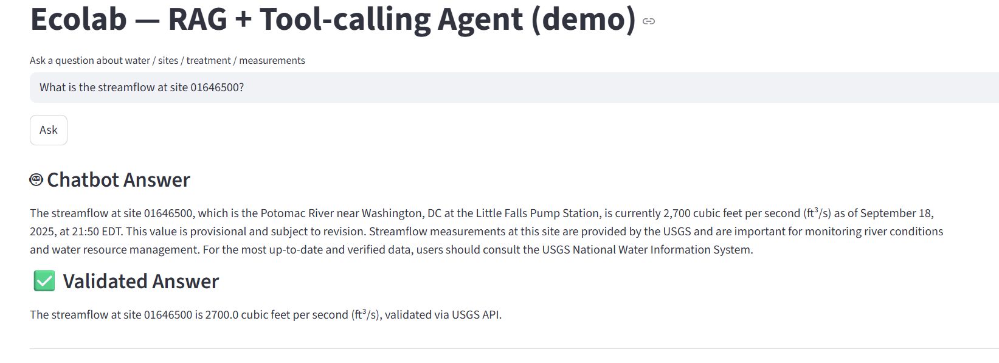 Ecolab — RAG + Tool-calling Agent (demo)
Ask a question about water / sites / treatment / measurements
What is the streamflow at site 01646500?
Ask
Chatbot Answer
The streamflow at site 01646500, which is the Potomac River near Washington, DC at the Little Falls Pump Station, is currently 2,700 cubic feet per second (ft³/s) as of September 18,
2025, at 21:50 EDT. This value is provisional and subject to revision. Streamflow measurements at this site are provided by the USGS and are important for monitoring river conditions
and water resource management. For the most up-to-date and verified data, users should consult the USGS National Water Information System.
Validated Answer
The streamflow at site 01646500 is 2700.0 cubic feet per second (ft³/s), validated via USGS API.